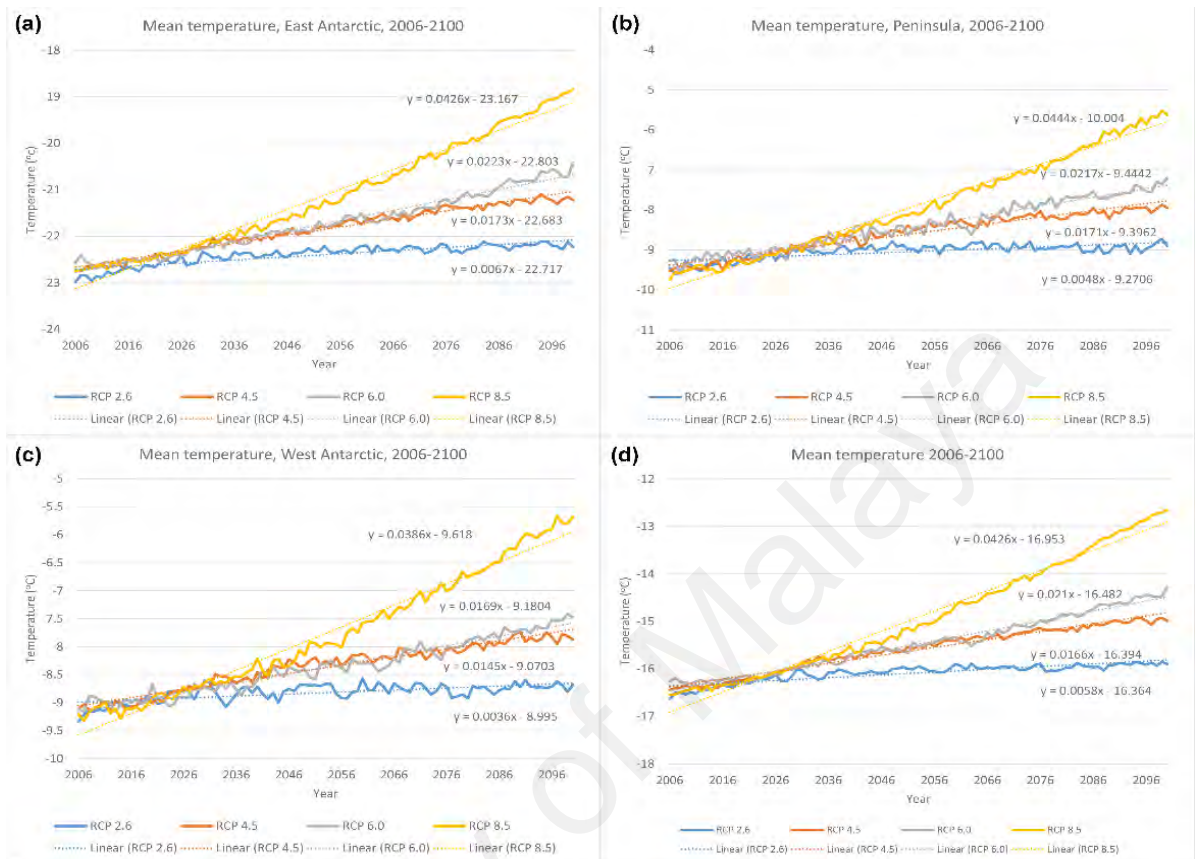 (a)
Mean temperature, East Antarctic, 2006-2100
-18
-19
-20
-21
-22
-23
-24
Temperature (°c)
y = 0.0426x - 23.167
y = 0.0223x - 22.803
y = 0.0173x - 22.683
y = 0.0067x - 22.717
2006 2016 2026 2036 2046 2056 2066 2076 2086 2096
Year
RCP 2.6 RCP 4.5 RCP 6.0 RCP 8.5
Linear (RCP 2.6) Linear (RCP 4.5) Linear (RCP 6.0) Linear (RCP 8.5)
(b)
Mean temperature, Peninsula, 2006-2100
-4
-5
-6
-7
-8
-9
-10
-11
Temperature (°C)
y = 0.0444x - 10.004
y = 0.0217x - 9.4442
y = 0.0171x - 9.3962
y = 0.0048x - 9.2706
2006 2016 2026 2036 2046 2056 2066 2076 2086 2096
Year
RCP 2.6 RCP 4.5 RCP 6.0 RCP 8.5
Linear (RCP 2.6) Linear (RCP 4.5) Linear (RCP 6.0) Linear (RCP 8.5)
(c)
Mean temperature, West Antarctic, 2006-2100
-5
-5.5
-6
-6.5
-7
-7.5
-8
-8.5
-9
-9.5
-10
Temperature (°C)
y = 0.0386x - 9.618
y = 0.0169x - 9.1804
y = 0.0145x - 9.0703
y = 0.0036x - 8.995
2006 2016 2026 2036 2046 2056 2066 2076 2086 2096
Year
RCP 2.6 RCP 4.5 RCP 6.0 RCP 8.5
Linear (RCP 2.6) Linear (RCP 4.5) Linear (RCP 6.0) Linear (RCP 8.5)
(d)
Mean temperature 2006-2100
-12
-13
-14
-15
-16
-17
-18
Temperature (°C)
y = 0.0426x - 16.953
y = 0.021x - 16.482
y = 0.0166x - 16.394
y = 0.0058x - 16.364
2006 2016 2026 2036 2046 2056 2066 2076 2086 2096
Year
RCP 2.6 RCP 4.5 RCP 6.0 RCP 8.5
Linear (RCP 2.6) Linear (RCP 4.5) Linear (RCP 6.0) Linear (RCP 8.5)
of Malaya